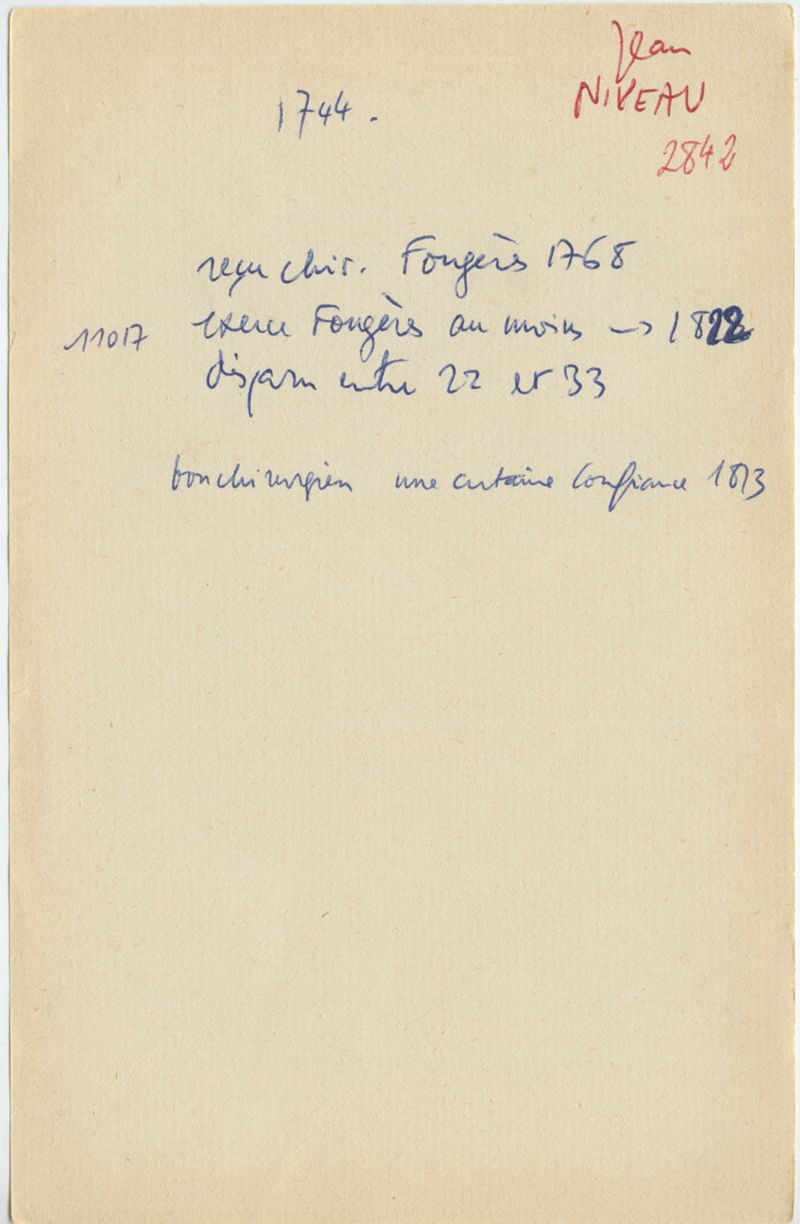 Jean
NIVEAU
1744.
2842
reçu chir. Fougères 1768
11017 exerce Fougères au moins → 1822
disparu entre 22 et 33
bon chirurgien une certaine confiance 1813